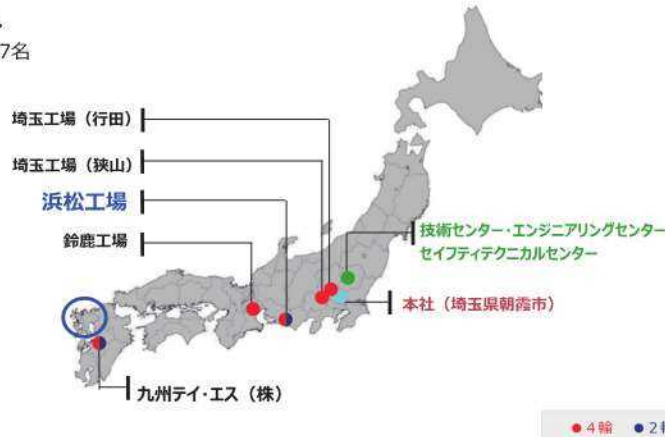 7名
埼玉工場（行田）
埼玉工場（狭山）
浜松工場
鈴鹿工場
技術センター・エンジニアリングセンター
セイフティテクニカルセンター
本社（埼玉県朝霞市）
九州テイ・エス（株）
4輪 2